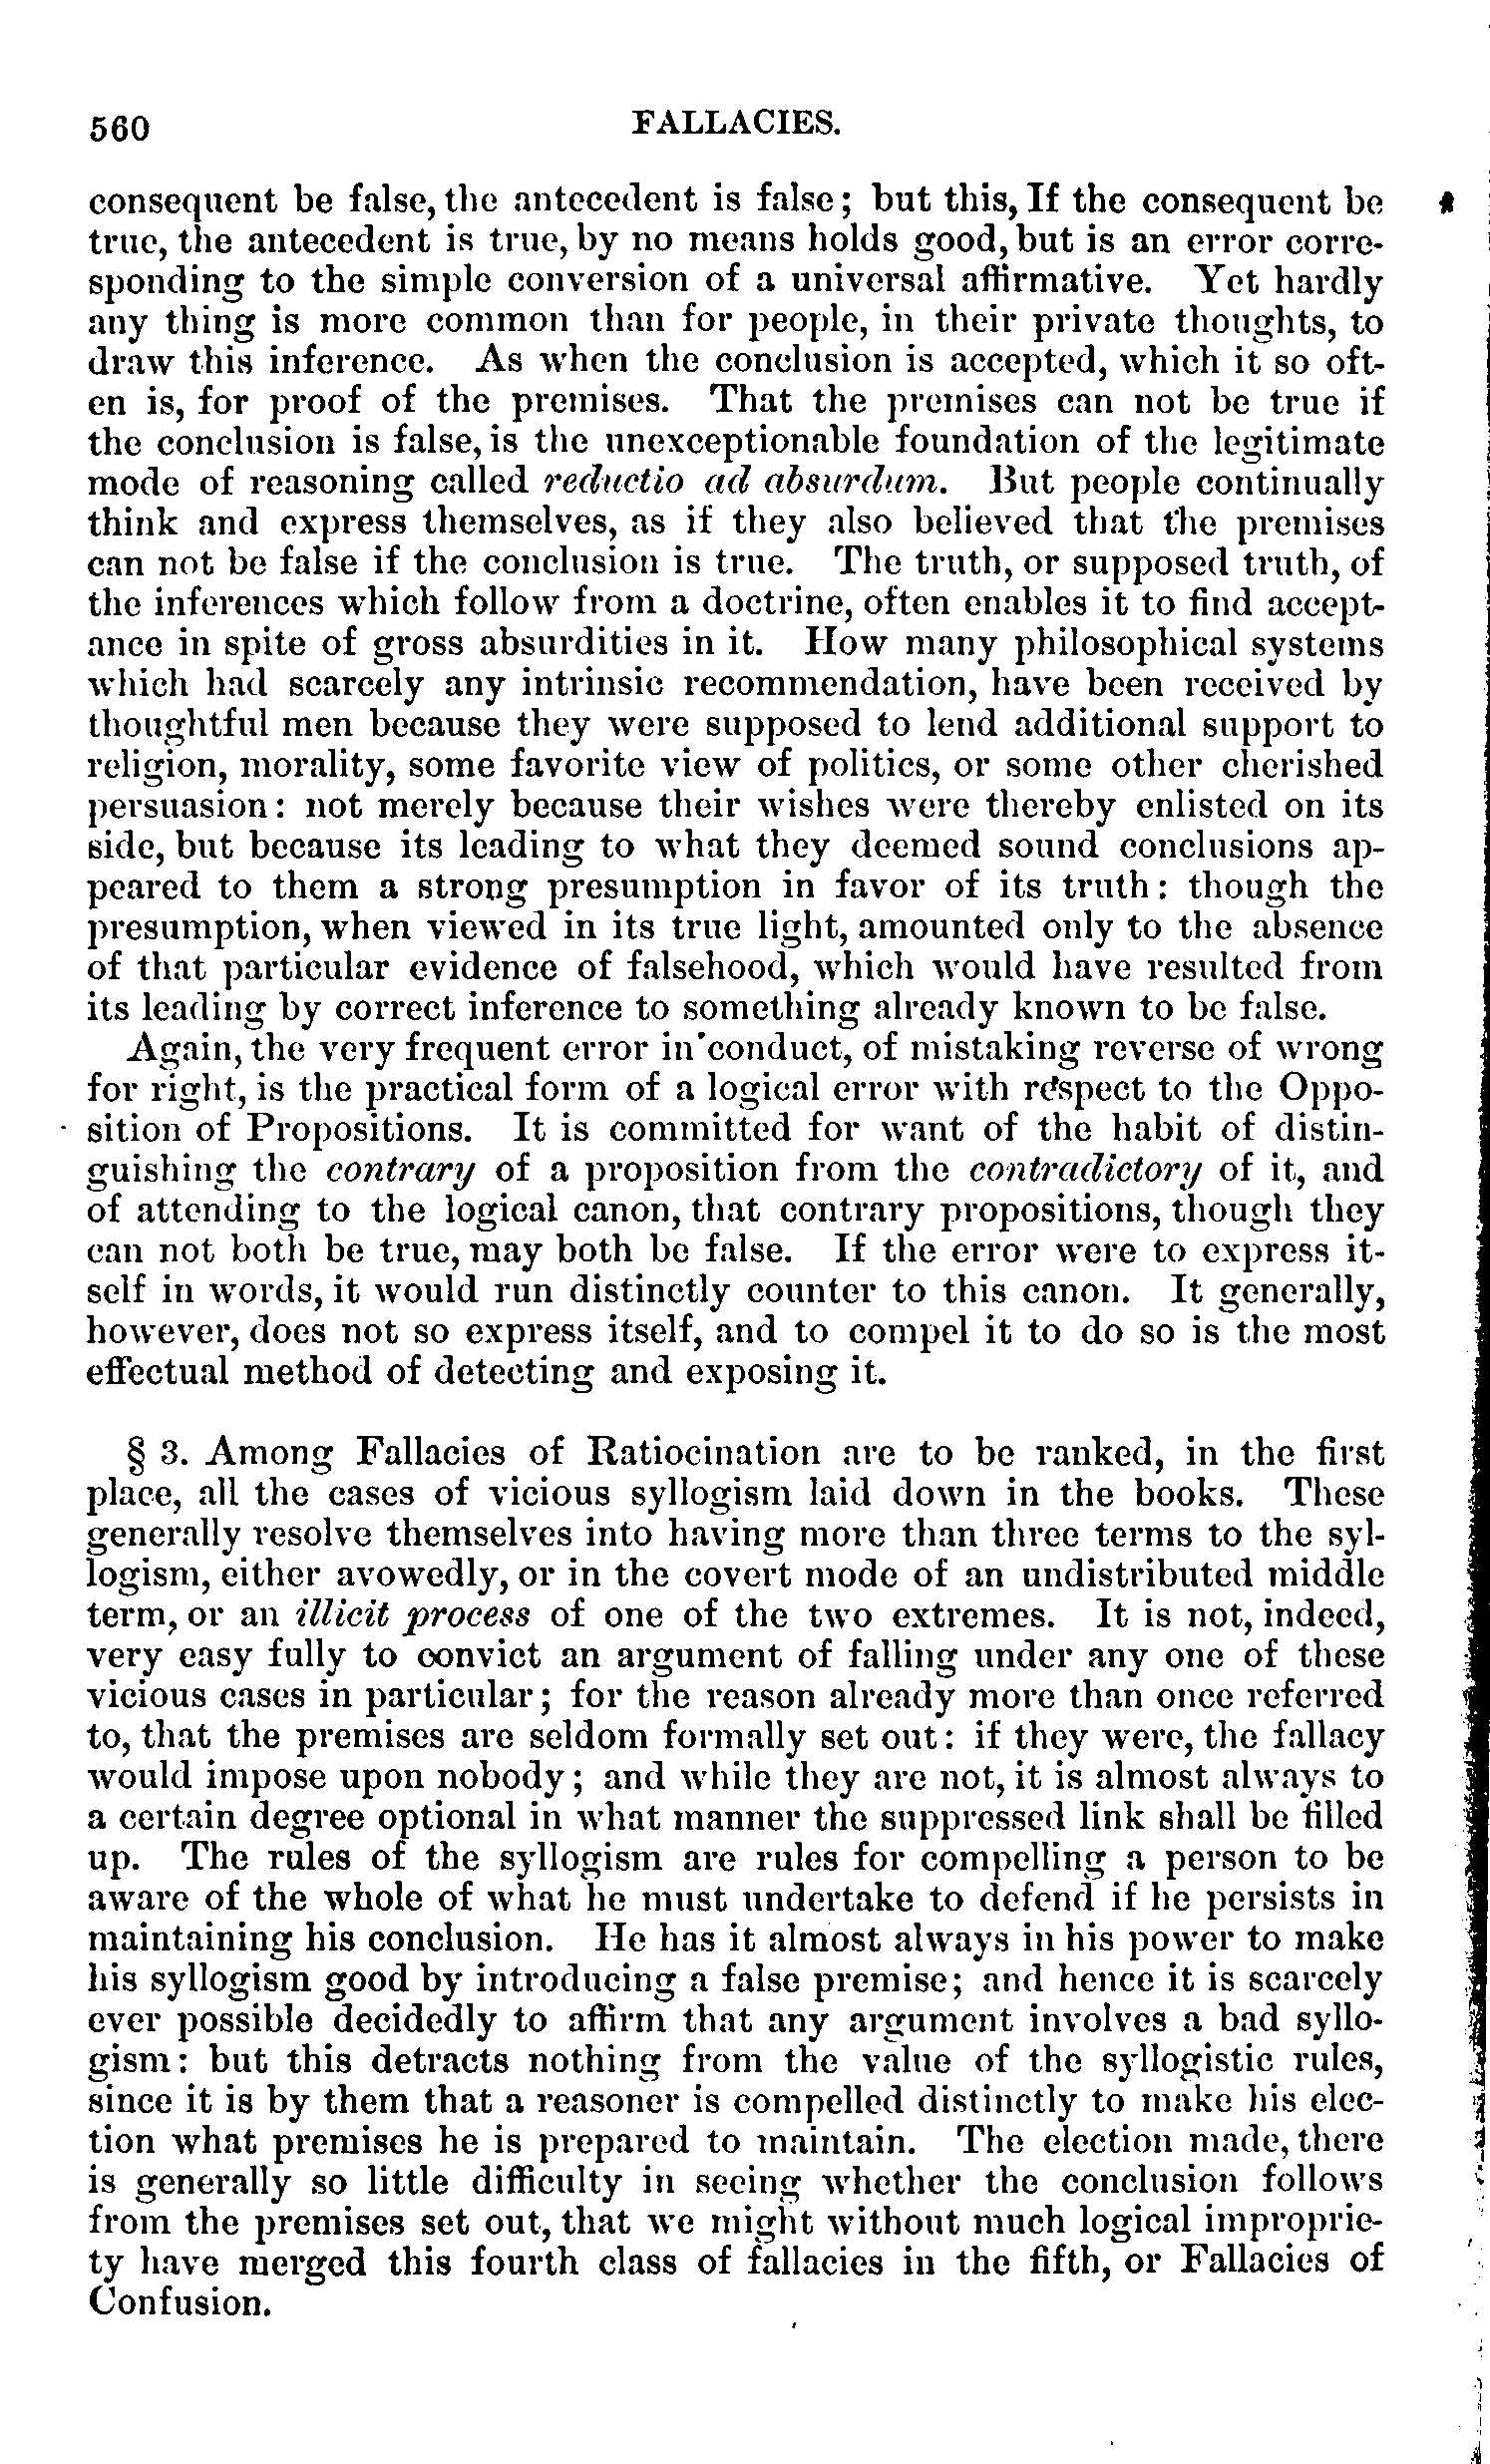 560 FALLACIES.
consequent be false, the antecedent is false; but this, If the consequent be
true, the antecedent is true, by no means holds good, but is an error corre-
sponding to the simple conversion of a universal affirmative. Yet hardly
any thing is more common than for people, in their private thoughts, to
draw this inference. As when the conclusion is accepted, which it so oft-
en is, for proof of the premises. That the premises can not be true if
the conclusion is false, is the unexceptionable foundation of the legitimate
mode of reasoning called reductio ad absurdum. But people continually
think and express themselves, as if they also believed that the premises
can not be false if the conclusion is true. The truth, or supposed truth, of
the inferences which follow from a doctrine, often enables it to find accept-
ance in spite of gross absurdities in it. How many philosophical systems
which had scarcely any intrinsic recommendation, have been received by
thoughtful men because they were supposed to lend additional support to
religion, morality, some favorite view of politics, or some other cherished
persuasion: not merely because their wishes were thereby enlisted on its
side, but because its leading to what they deemed sound conclusions ap-
peared to them a strong presumption in favor of its truth: though the
presumption, when viewed in its true light, amounted only to the absence
of that particular evidence of falsehood, which would have resulted from
its leading by correct inference to something already known to be false.
Again, the very frequent error in conduct, of mistaking reverse of wrong
for right, is the practical form of a logical error with respect to the Oppo-
sition of Propositions. It is committed for want of the habit of distin-
guishing the contrary of a proposition from the contradictory of it, and
of attending to the logical canon, that contrary propositions, though they
can not both be true, may both be false. If the error were to express it-
self in words, it would run distinctly counter to this canon. It generally,
however, does not so express itself, and to compel it to do so is the most
effectual method of detecting and exposing it.
§ 3. Among Fallacies of Ratiocination are to be ranked, in the first
place, all the cases of vicious syllogism laid down in the books. These
generally resolve themselves into having more than three terms to the syl-
logism, either avowedly, or in the covert mode of an undistributed middle
term, or an illicit process of one of the two extremes. It is not, indeed,
very easy fully to convict an argument of falling under any one of these
vicious cases in particular; for the reason already more than once referred
to, that the premises are seldom formally set out: if they were, the fallacy
would impose upon nobody; and while they are not, it is almost always to
a certain degree optional in what manner the suppressed link shall be filled
up. The rules of the syllogism are rules for compelling a person to be
aware of the whole of what he must undertake to defend if he persists in
maintaining his conclusion. He has it almost always in his power to make
his syllogism good by introducing a false premise; and hence it is scarcely
ever possible decidedly to affirm that any argument involves a bad syllo-
gism: but this detracts nothing from the value of the syllogistic rules,
since it is by them that a reasoner is compelled distinctly to make his elec-
tion what premises he is prepared to maintain. The election made, there
is generally so little difficulty in seeing whether the conclusion follows
from the premises set out, that we might without much logical improprie-
ty have merged this fourth class of fallacies in the fifth, or Fallacies of
Confusion.